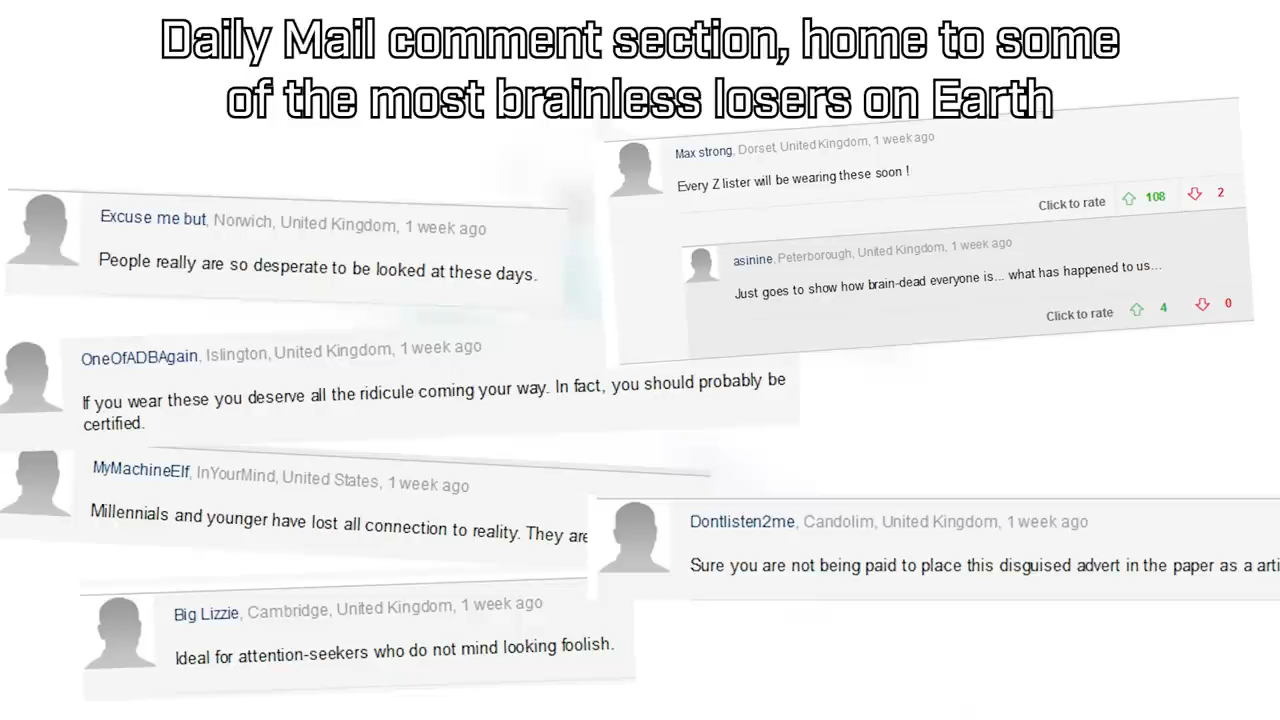 Daily Mail comment section, home to some
of the most brainless losers on Earth
Max strong, Dorset, United Kingdom, 1 week ago
Every Z lister will be wearing these soon !
Click to rate 108 2
asinine, Peterborough, United Kingdom, 1 week ago
Just goes to show how brain-dead everyone is... what has happened to us...
Click to rate 4 0
Excuse me but, Norwich, United Kingdom, 1 week ago
People really are so desperate to be looked at these days.
OneOfADBAgain, Islington, United Kingdom, 1 week ago
If you wear these you deserve all the ridicule coming your way. In fact, you should probably be
certified.
MyMachineElf, InYourMind, United States, 1 week ago
Millennials and younger have lost all connection to reality. They are
Dontlisten2me, Candolim, United Kingdom, 1 week ago
Sure you are not being paid to place this disguised advert in the paper as a arti
Big Lizzie, Cambridge, United Kingdom, 1 week ago
Ideal for attention-seekers who do not mind looking foolish.